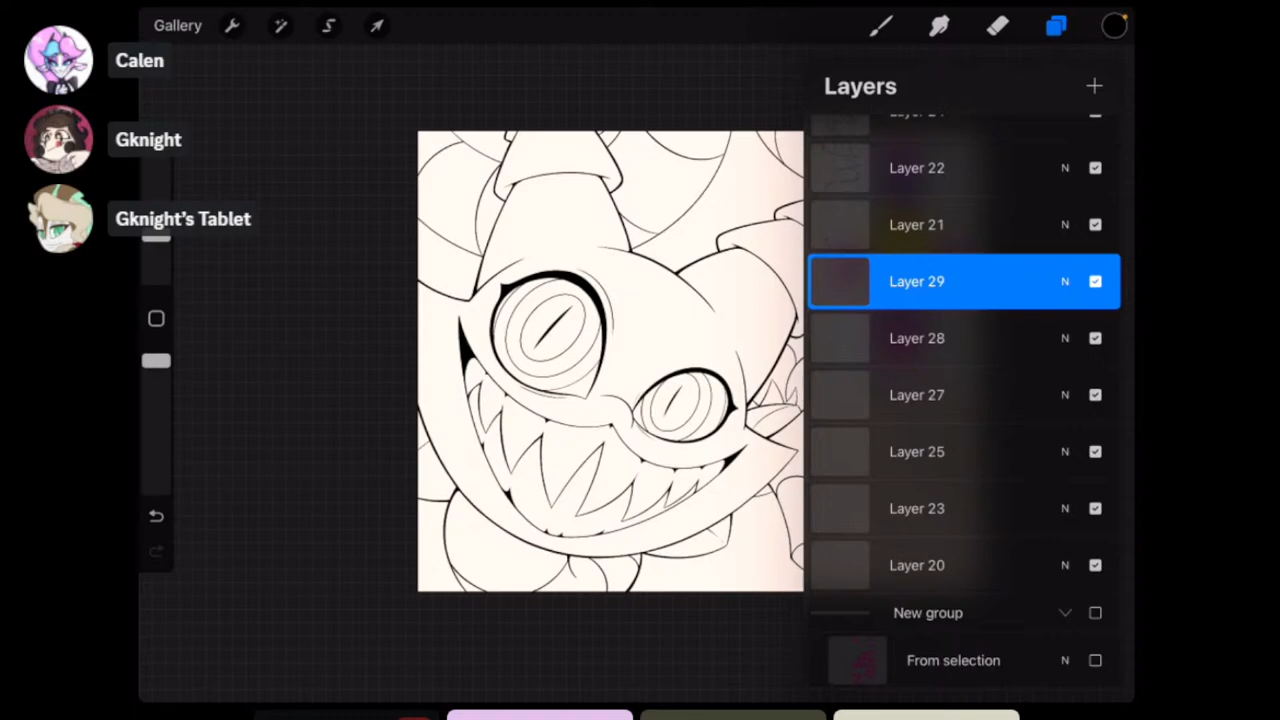 Gallery
Calen
Gknight
Gknight's Tablet
Layers
Layer 22 N
Layer 21 N
Layer 29 N
Layer 28 N
Layer 27 N
Layer 25 N
Layer 23 N
Layer 20 N
New group
From selection N